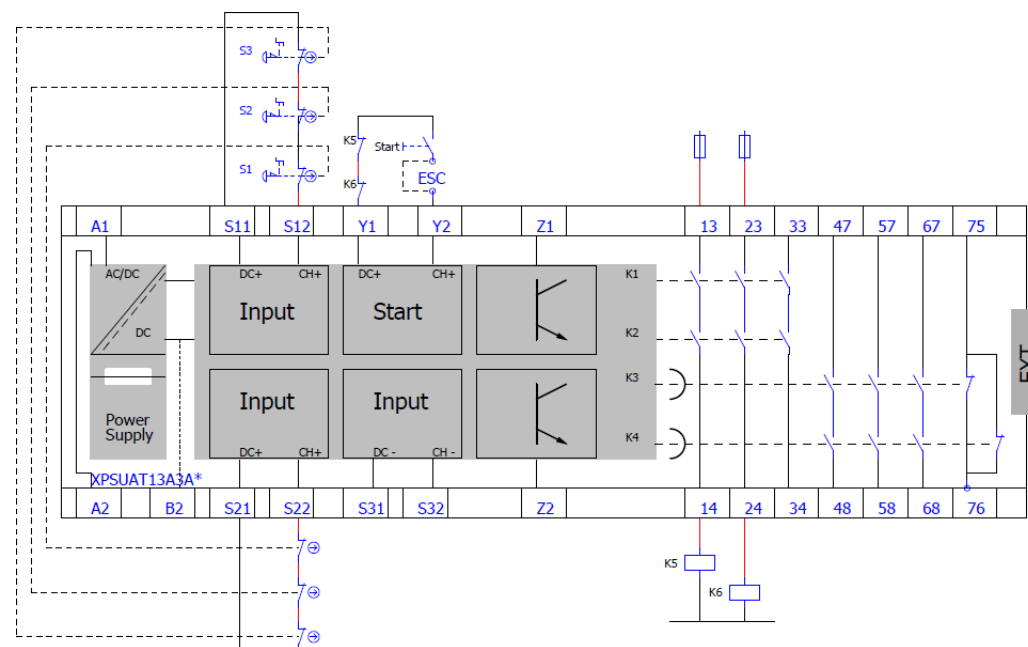 S3
S2
S1
K5
Start
K6
ESC
A1 S11 S12 Y1 Y2 Z1 13 23 33 47 57 67 75
AC/DC
DC
DC+ CH+
Input
DC+ CH+
Start
K1
K2
K3
K4
Power
Supply
Input
DC+ CH+
Input
DC - CH -
EXT
XPSUAT13A3A*
A2 B2 S21 S22 S31 S32 Z2 14 24 34 48 58 68 76
K5
K6